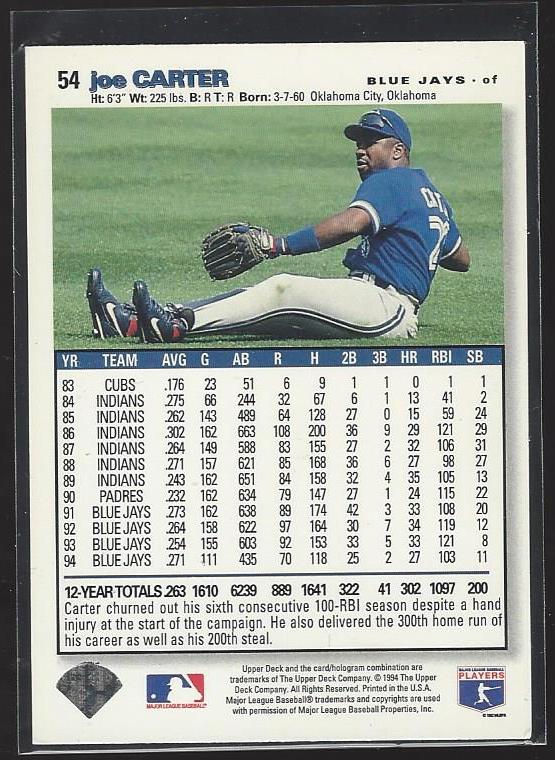 54 joe CARTER BLUE JAYS · of
Ht: 6'3" Wt: 225 lbs. B: R T: R Born: 3-7-60 Oklahoma City, Oklahoma
YR TEAM AVG G AB R H 2B 3B HR RBI SB
83 CUBS .176 23 51 6 9 1 1 0 1 1
84 INDIANS .275 66 244 32 67 6 1 13 41 2
85 INDIANS .262 143 489 64 128 27 0 15 59 24
86 INDIANS .302 162 663 108 200 36 9 29 121 29
87 INDIANS .264 149 588 83 155 27 2 32 106 31
88 INDIANS .271 157 621 85 168 36 6 27 98 27
89 INDIANS .243 162 651 84 158 32 4 35 105 13
90 PADRES .232 162 634 79 147 27 1 24 115 22
91 BLUE JAYS .273 162 638 89 174 42 3 33 108 20
92 BLUE JAYS .264 158 622 97 164 30 7 34 119 12
93 BLUE JAYS .254 155 603 92 153 33 5 33 121 8
94 BLUE JAYS .271 111 435 70 118 25 2 27 103 11
12-YEAR TOTALS .263 1610 6239 889 1641 322 41 302 1097 200
Carter churned out his sixth consecutive 100-RBI season despite a hand
injury at the start of the campaign. He also delivered the 300th home run of
his career as well as his 200th steal.
Upper Deck and the card/hologram combination are
trademarks of The Upper Deck Company. © 1994 The Upper
Deck Company. All Rights Reserved. Printed in the U.S.A.
Major League Baseball® trademarks and copyrights are used
with permission of Major League Baseball Properties, Inc.
MAJOR LEAGUE BASEBALL®
MAJOR LEAGUE BASEBALL
PLAYERS